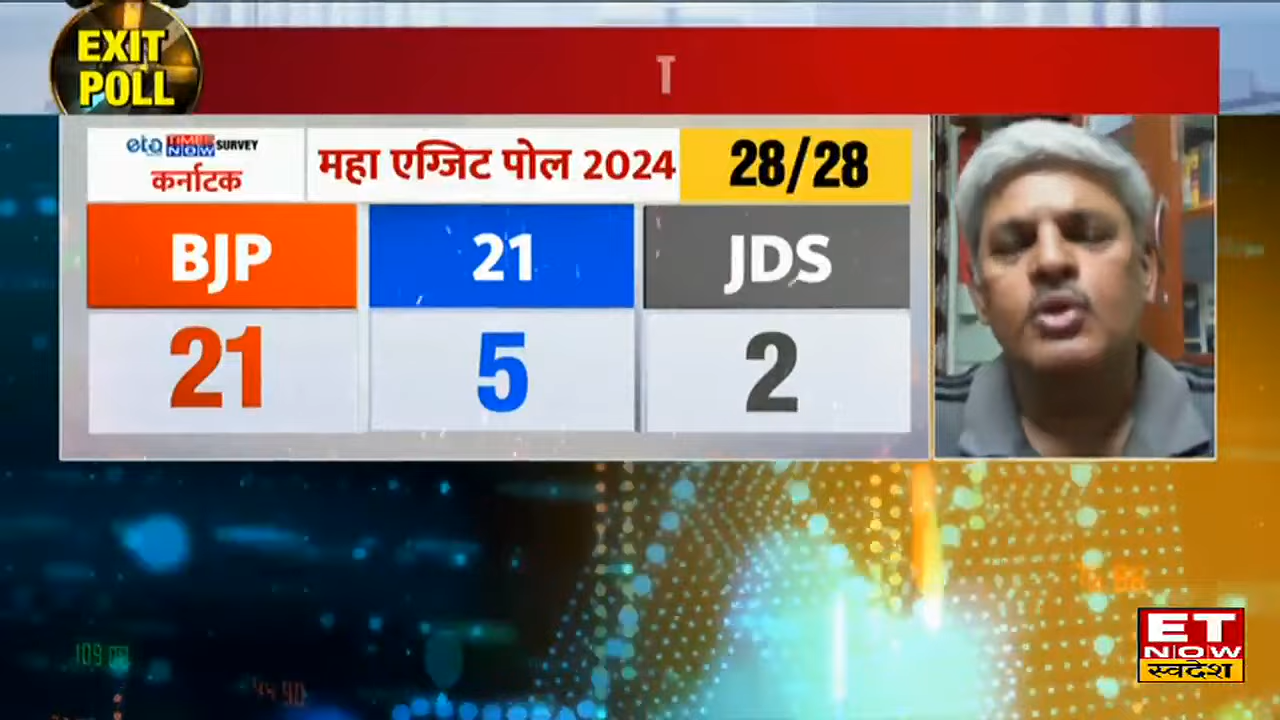 EXIT
POLL
T
etg TIMES NOW SURVEY
कर्नाटक
महा एग्जिट पोल 2024
28/28
BJP
21
JDS
21
5
2
ET
NOW
स्वदेश